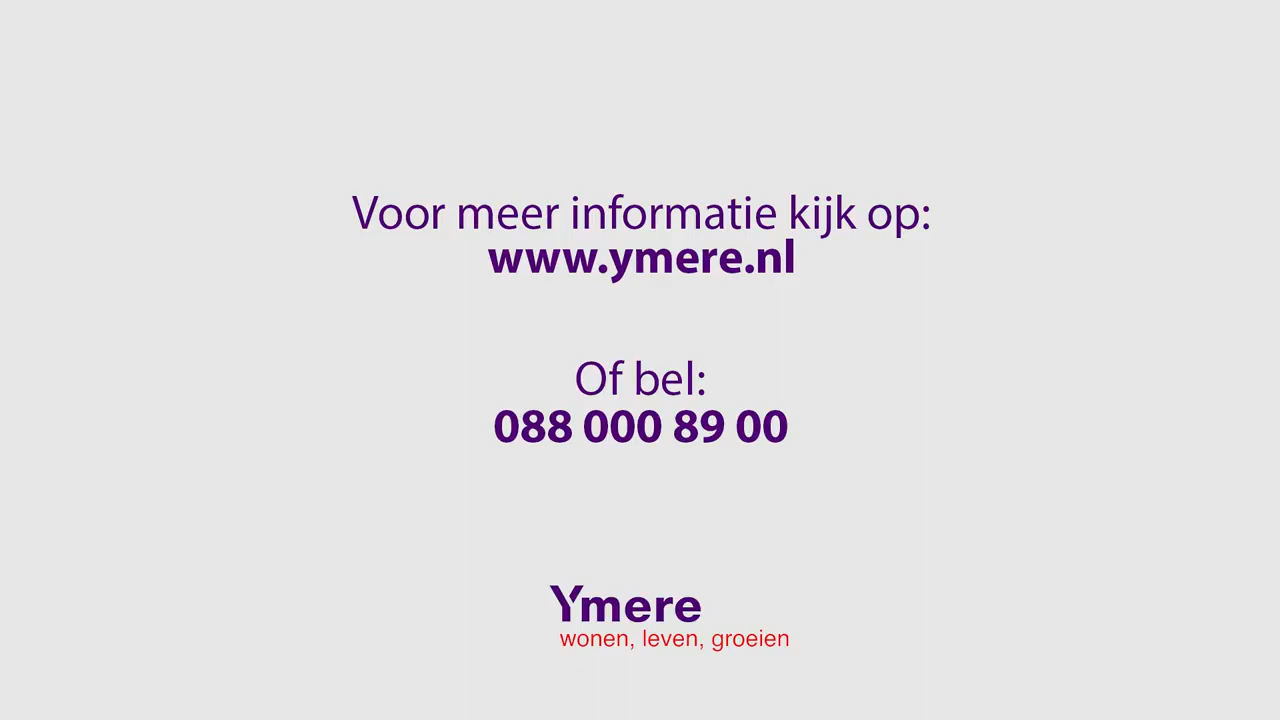 Voor meer informatie kijk op:
www.ymere.nl
Of bel:
088 000 89 00
Ymere
wonen, leven, groeien